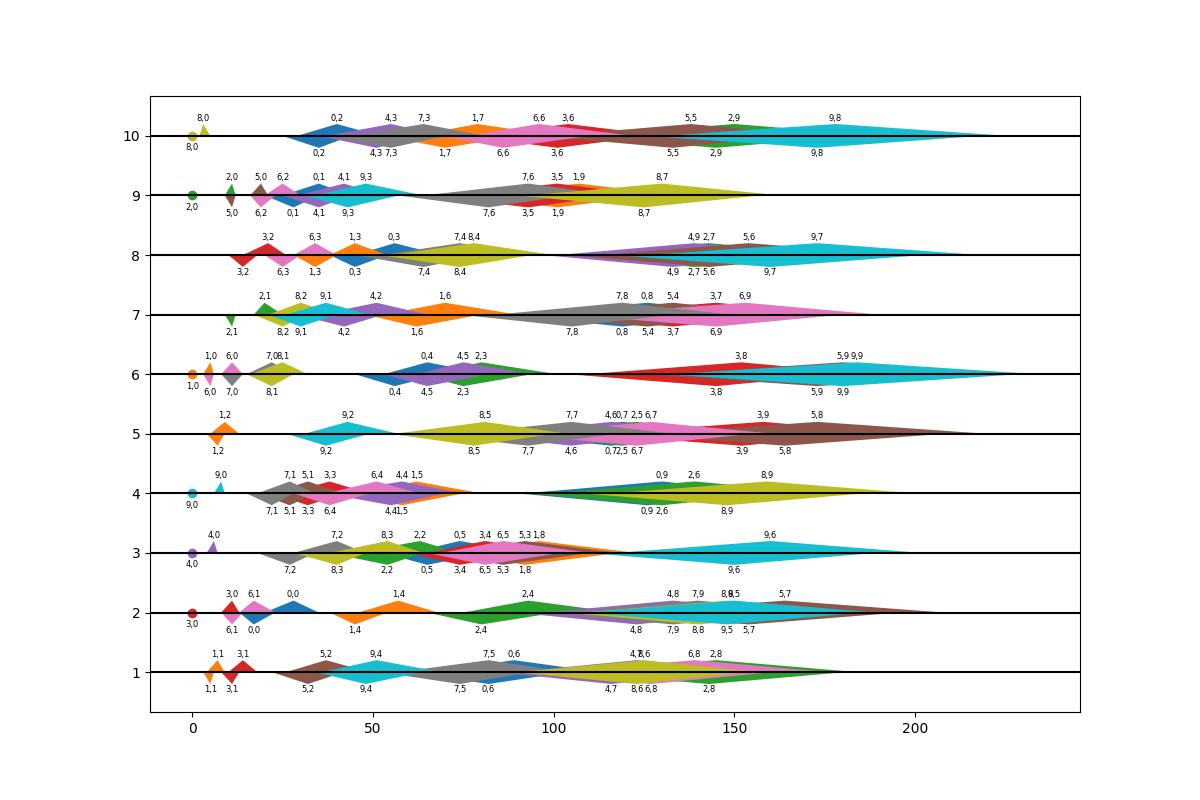 8,0 0,2 4,3 7,3 1,7 6,6 3,6 5,5 2,9 9,8
10
8,0 0,2 4,3 7,3 1,7 6,6 3,6 5,5 2,9 9,8
2,0 5,0 6,2 0,1 4,1 9,3 7,6 3,5 1,9 8,7
9
2,0 5,0 6,2 0,1 4,1 9,3 7,6 3,5 1,9 8,7
3,2 6,3 1,3 0,3 7,4 8,4 4,9 2,7 5,6 9,7
8
3,2 6,3 1,3 0,3 7,4 8,4 4,9 2,7 5,6 9,7
2,1 8,2 9,1 4,2 1,6 7,8 0,8 5,4 3,7 6,9
7
2,1 8,2 9,1 4,2 1,6 7,8 0,8 5,4 3,7 6,9
1,0 6,0 7,0 8,1 0,4 4,5 2,3 3,8 5,9 9,9
6
1,0 6,0 7,0 8,1 0,4 4,5 2,3 3,8 5,9 9,9
1,2 9,2 8,5 7,7 4,6 0,7 2,5 6,7 3,9 5,8
5
1,2 9,2 8,5 7,7 4,6 0,7 2,5 6,7 3,9 5,8
9,0 7,1 5,1 3,3 6,4 4,4 1,5 0,9 2,6 8,9
4
9,0 7,1 5,1 3,3 6,4 4,4 1,5 0,9 2,6 8,9
4,0 7,2 8,3 2,2 0,5 3,4 6,5 5,3 1,8 9,6
3
4,0 7,2 8,3 2,2 0,5 3,4 6,5 5,3 1,8 9,6
3,0 6,1 0,0 1,4 2,4 4,8 7,9 8,8 9,5 5,7
2
3,0 6,1 0,0 1,4 2,4 4,8 7,9 8,8 9,5 5,7
1,1 3,1 5,2 9,4 7,5 0,6 4,7 8,6 6,8 2,8
1
1,1 3,1 5,2 9,4 7,5 0,6 4,7 8,6 6,8 2,8
0 50 100 150 200